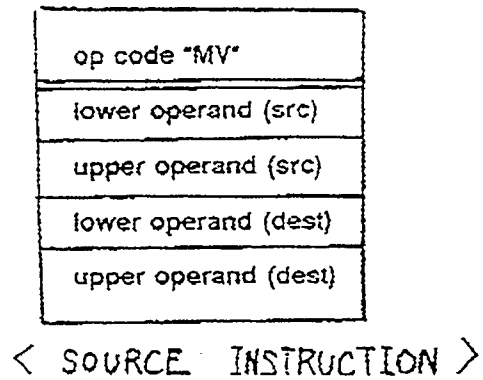 op code "MV"
lower operand (src)
upper operand (src)
lower operand (dest)
upper operand (dest)
< SOURCE INSTRUCTION >